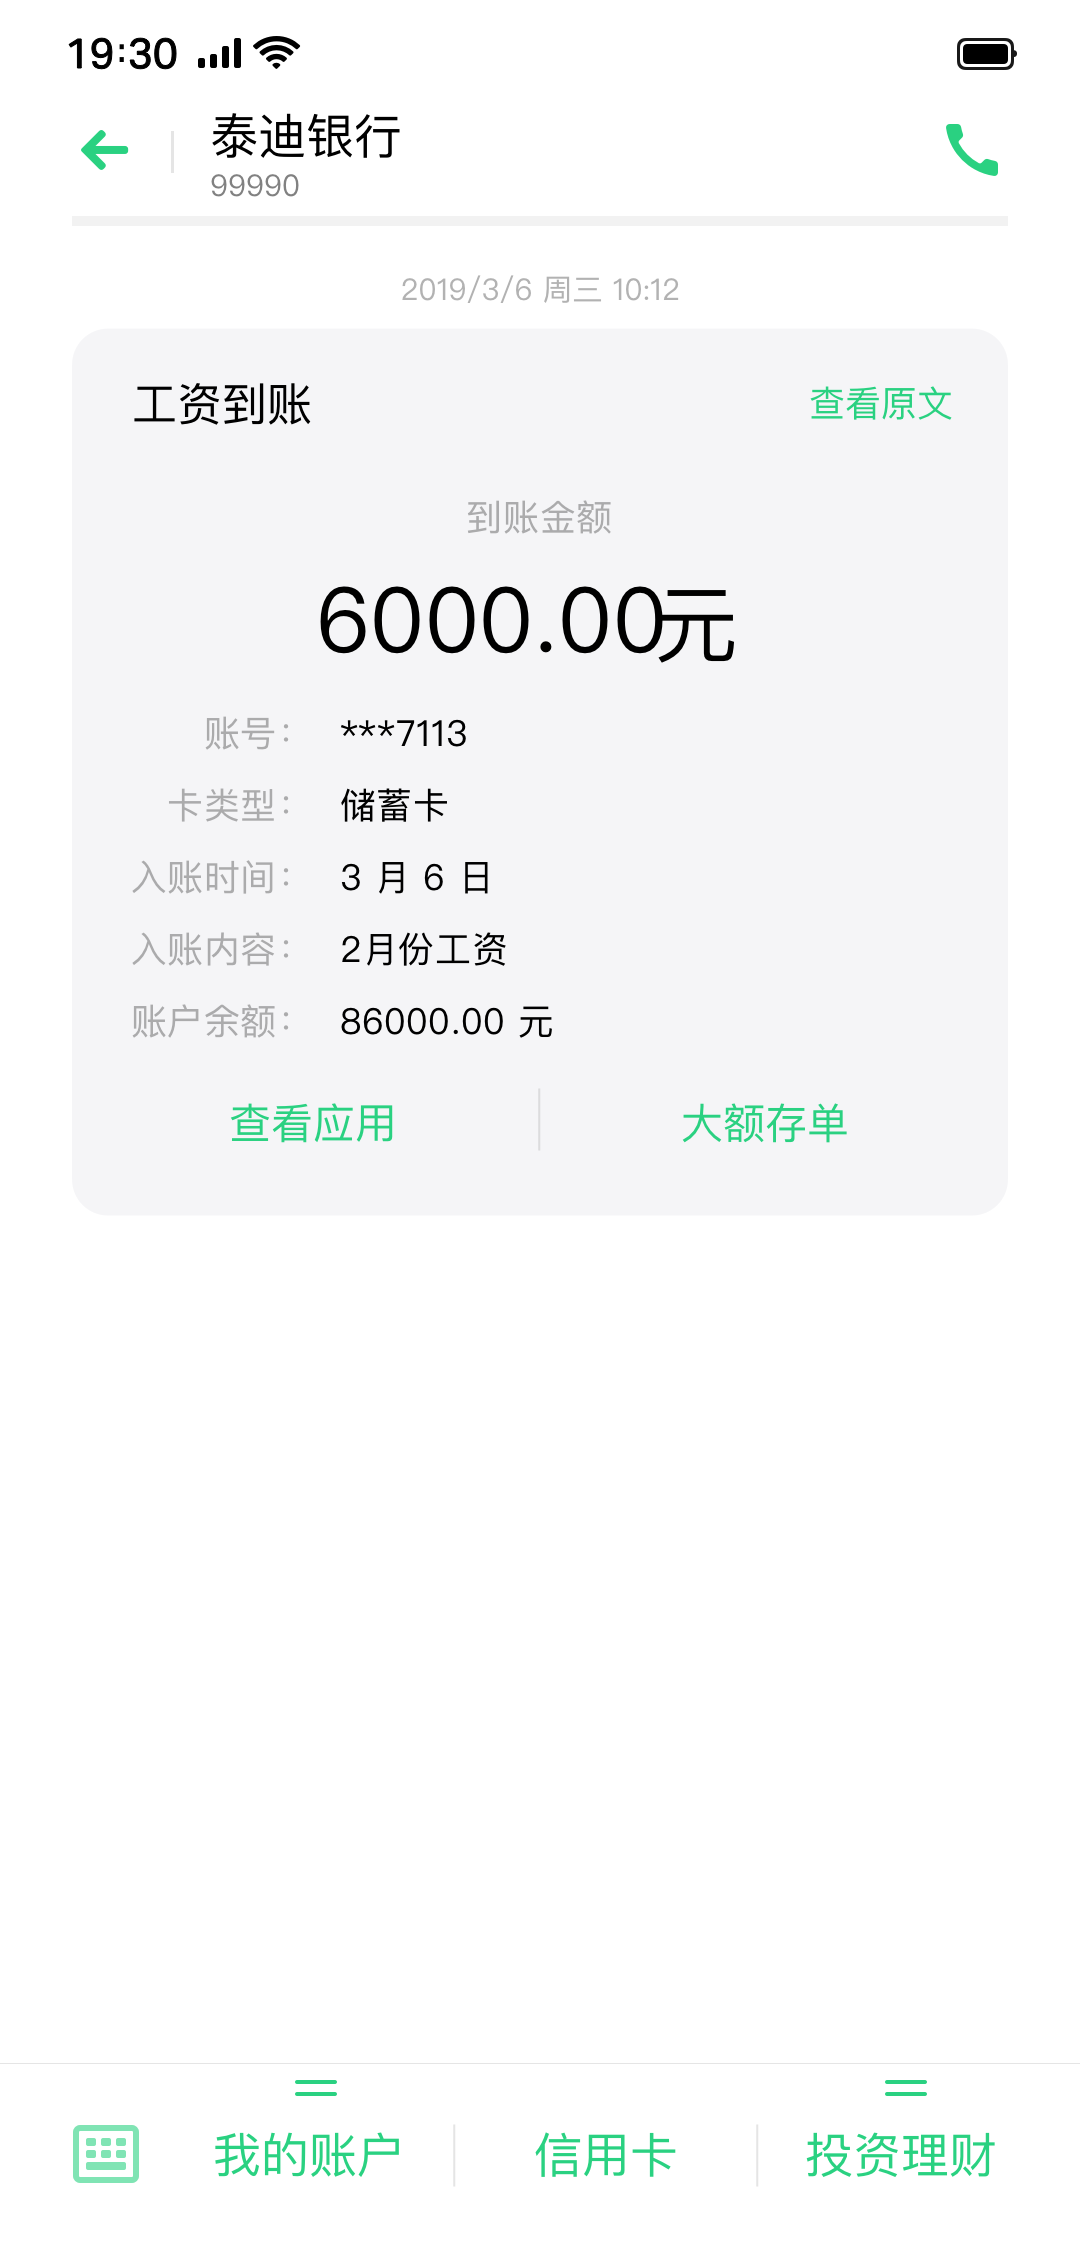 19:30
泰迪银行
99990
2019/3/6 周三 10:12
工资到账 查看原文
到账金额
6000.00元
账号： ***7113
卡类型： 储蓄卡
入账时间： 3 月 6 日
入账内容： 2月份工资
账户余额： 86000.00 元
查看应用 大额存单
我的账户 信用卡 投资理财